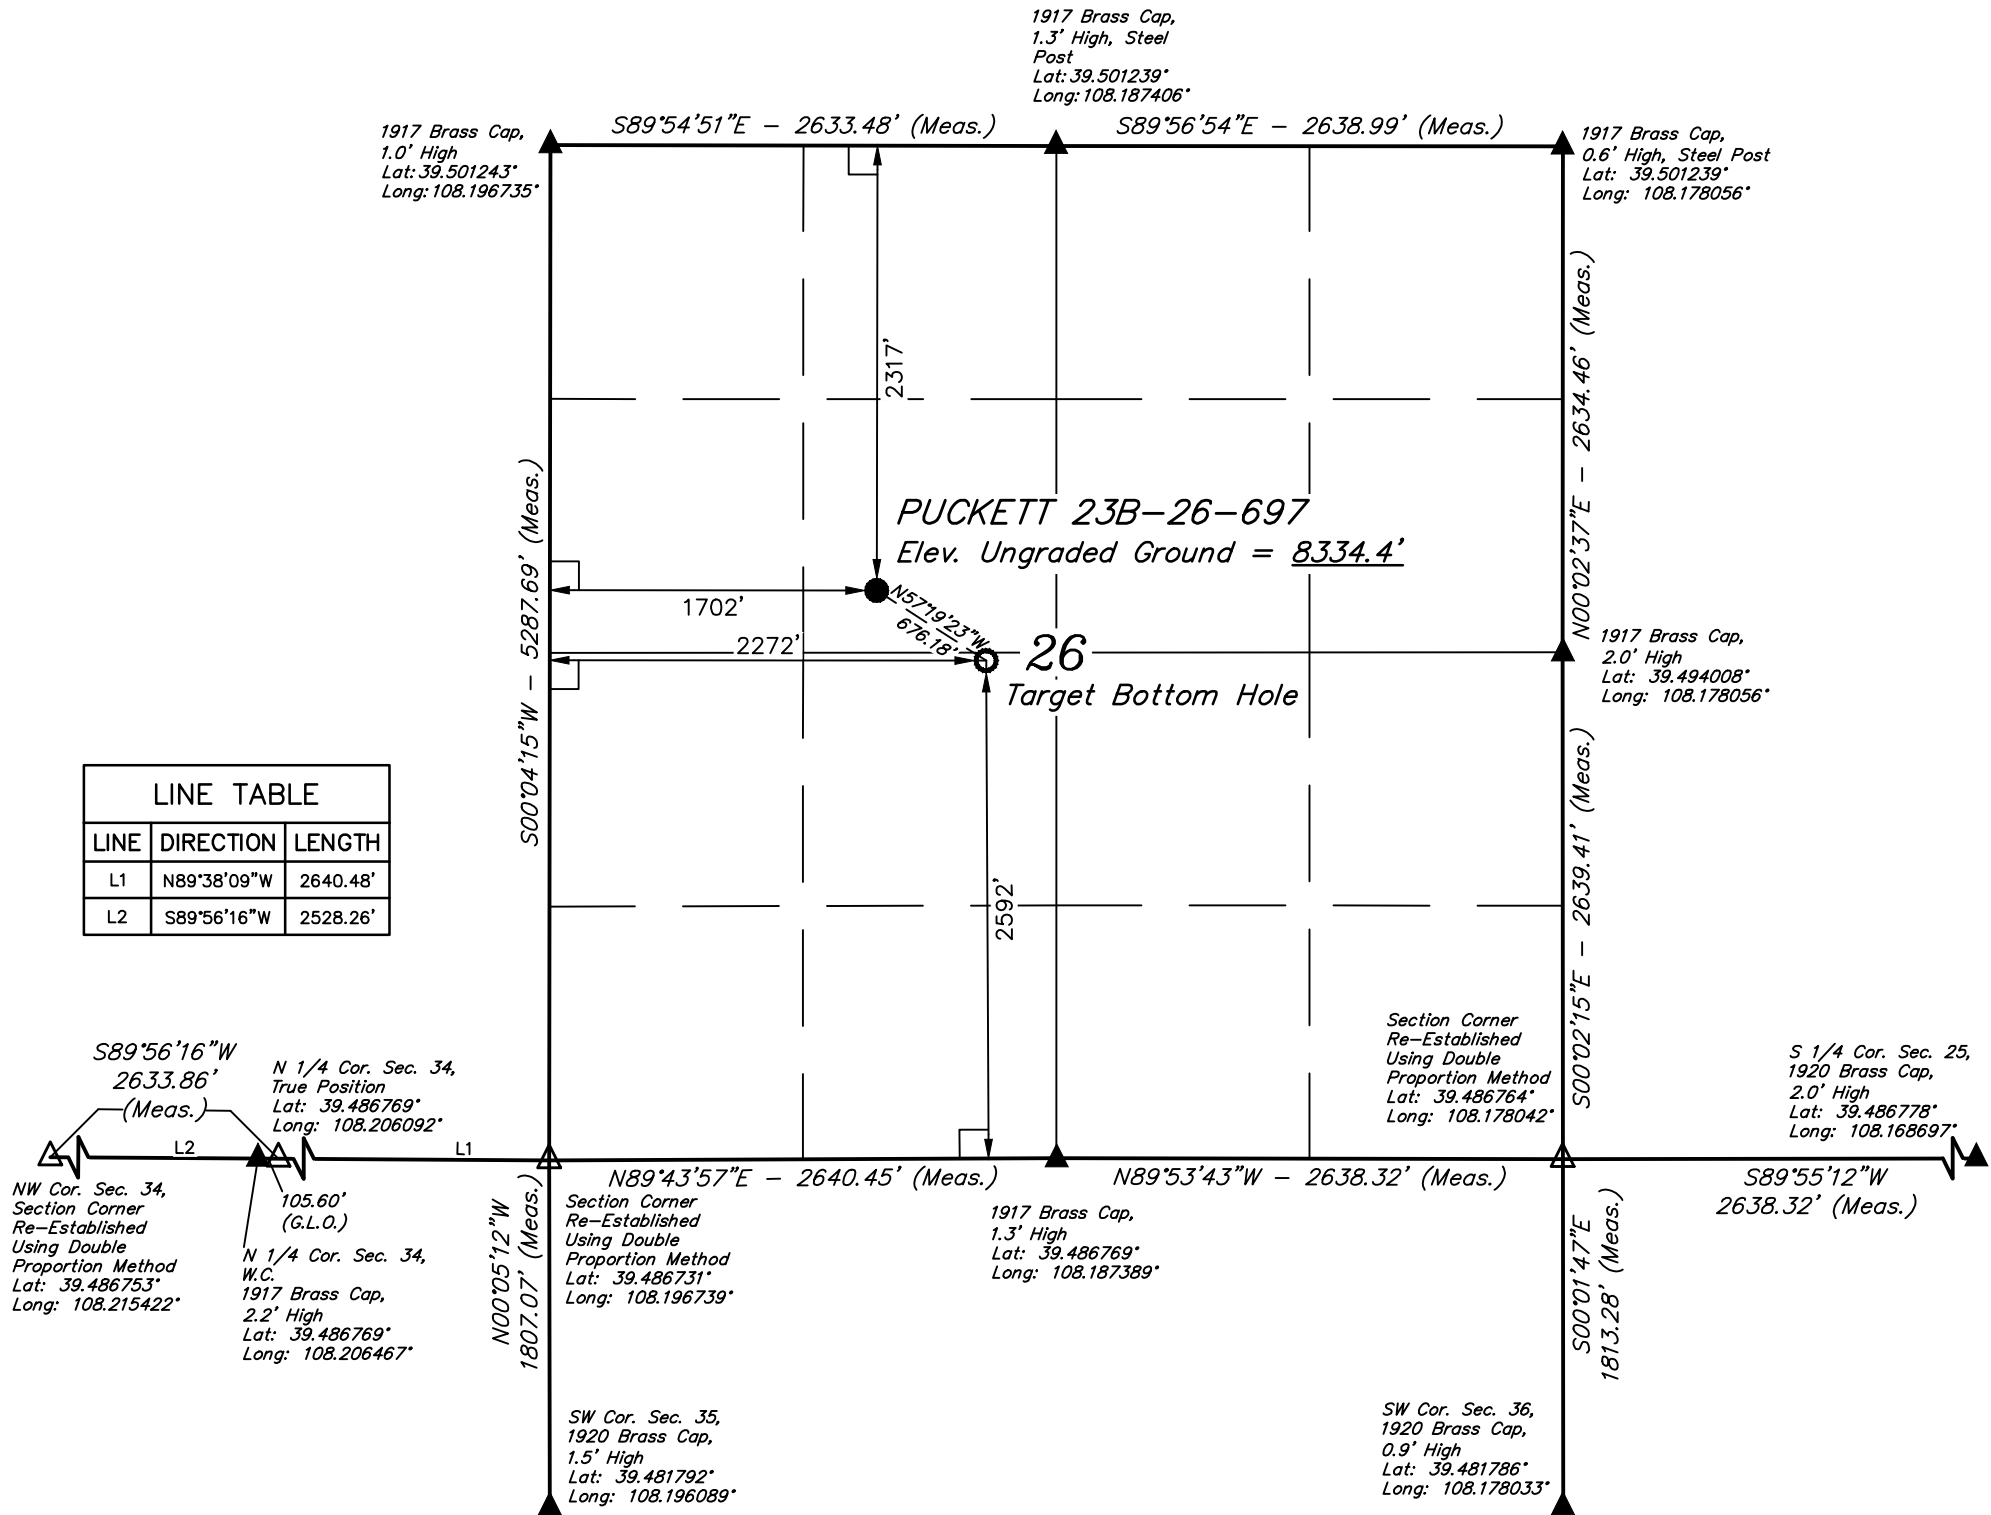 1917 Brass Cap,
1.3' High, Steel
Post
Lat: 39.501239°
Long: 108.187406°
1917 Brass Cap,
1.0' High
Lat: 39.501243°
Long: 108.196735°
S89°54'51"E - 2633.48' (Meas.)
S89°56'54"E - 2638.99' (Meas.)
1917 Brass Cap,
0.6' High, Steel Post
Lat: 39.501239°
Long: 108.178056°
2317'
N00°02'37"E - 2634.46' (Meas.)
S00°04'15"W - 5287.69' (Meas.)
PUCKETT 23B-26-697
Elev. Ungraded Ground = 8334.4'
1702'
N57°19'23"W
676.18'
2272'
26
Target Bottom Hole
1917 Brass Cap,
2.0' High
Lat: 39.494008°
Long: 108.178056°
LINE TABLE
LINE DIRECTION LENGTH
L1 N89°38'09"W 2640.48'
L2 S89°56'16"W 2528.26'
2592'
S00°02'15"E - 2639.41' (Meas.)
S89°56'16"W
2633.86'
(Meas.)
N 1/4 Cor. Sec. 34,
True Position
Lat: 39.486769°
Long: 108.206092°
Section Corner
Re-Established
Using Double
Proportion Method
Lat: 39.486764°
Long: 108.178042°
S 1/4 Cor. Sec. 25,
1920 Brass Cap,
2.0' High
Lat: 39.486778°
Long: 108.168697°
L2
L1
NW Cor. Sec. 34,
Section Corner
Re-Established
Using Double
Proportion Method
Lat: 39.486753°
Long: 108.215422°
105.60'
(G.L.O.)
N 1/4 Cor. Sec. 34,
W.C.
1917 Brass Cap,
2.2' High
Lat: 39.486769°
Long: 108.206467°
N89°43'57"E - 2640.45' (Meas.)
N89°53'43"W - 2638.32' (Meas.)
S89°55'12"W
2638.32' (Meas.)
N00°05'12"W
1807.07' (Meas.)
Section Corner
Re-Established
Using Double
Proportion Method
Lat: 39.486731°
Long: 108.196739°
1917 Brass Cap,
1.3' High
Lat: 39.486769°
Long: 108.187389°
S00°01'47"E
1813.28' (Meas.)
SW Cor. Sec. 35,
1920 Brass Cap,
1.5' High
Lat: 39.481792°
Long: 108.196089°
SW Cor. Sec. 36,
1920 Brass Cap,
0.9' High
Lat: 39.481786°
Long: 108.178033°